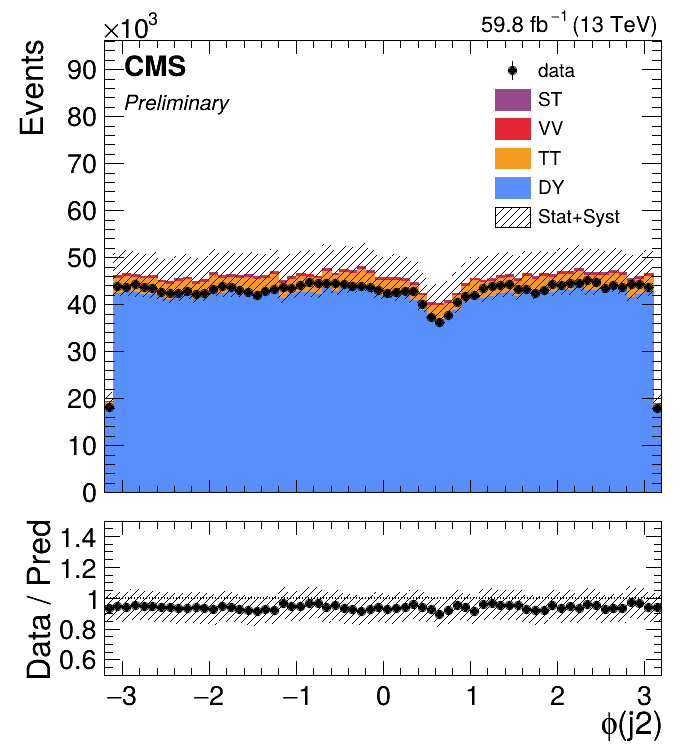 ×10³ 59.8 fb⁻¹ (13 TeV)
CMS
Preliminary
data
ST
VV
TT
DY
Stat+Syst
Events
90
80
70
60
50
40
30
20
10
0
Data / Pred
1.4
1.2
1
0.8
0.6
−3 −2 −1 0 1 2 3
ϕ(j2)